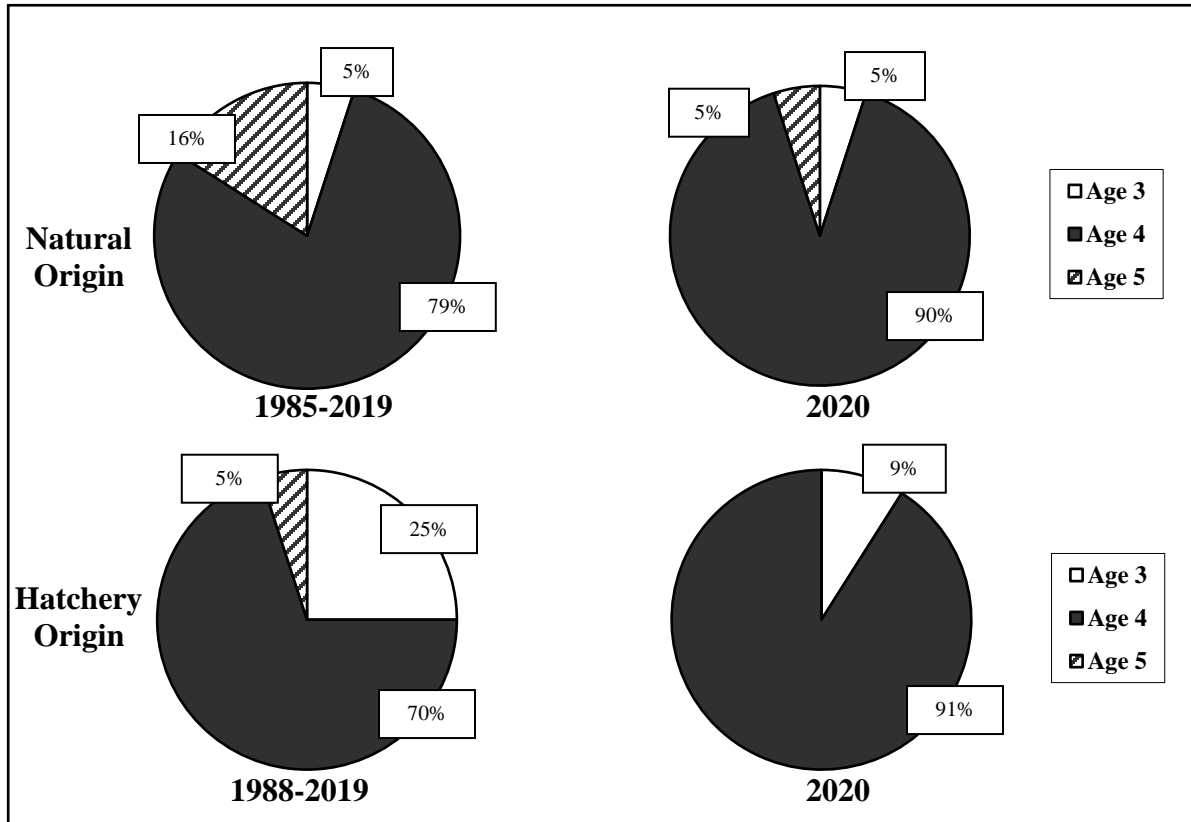 5%
16%
79%
Natural
Origin
1985-2019
5%
5%
90%
2020
Age 3
Age 4
Age 5
5%
25%
70%
Hatchery
Origin
1988-2019
9%
91%
2020
Age 3
Age 4
Age 5